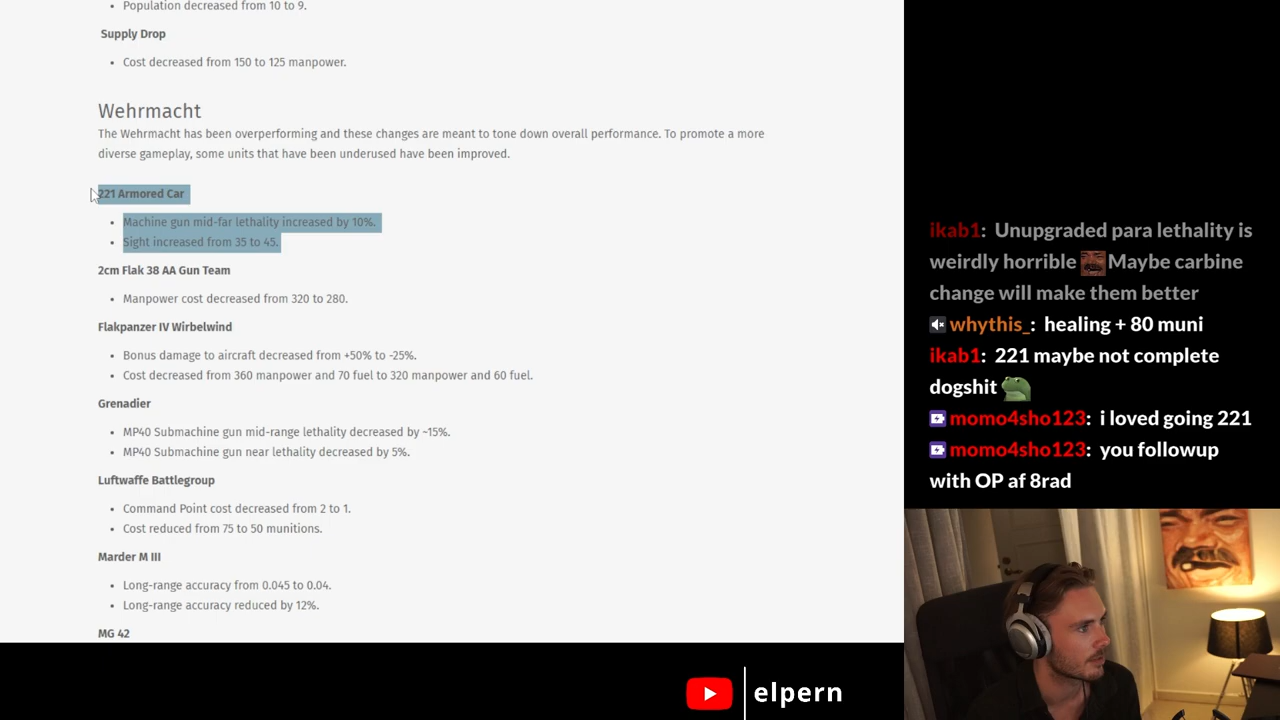 Population decreased from 10 to 9.
Supply Drop
Cost decreased from 150 to 125 manpower.
Wehrmacht
The Wehrmacht has been overperforming and these changes are meant to tone down overall performance. To promote a more
diverse gameplay, some units that have been underused have been improved.
221 Armored Car
Machine gun mid-far lethality increased by 10%.
Sight increased from 35 to 45.
2cm Flak 38 AA Gun Team
Manpower cost decreased from 320 to 280.
Flakpanzer IV Wirbelwind
Bonus damage to aircraft decreased from +50% to -25%.
Cost decreased from 360 manpower and 70 fuel to 320 manpower and 60 fuel.
Grenadier
MP40 Submachine gun mid-range lethality decreased by ~15%.
MP40 Submachine gun near lethality decreased by 5%.
Luftwaffe Battlegroup
Command Point cost decreased from 2 to 1.
Cost reduced from 75 to 50 munitions.
Marder M III
Long-range accuracy from 0.045 to 0.04.
Long-range accuracy reduced by 12%.
MG 42
ikab1: Unupgraded para lethality is
weirdly horrible Maybe carbine
change will make them better
whythis_: healing + 80 muni
ikab1: 221 maybe not complete
dogshit
momo4sho123: i loved going 221
momo4sho123: you followup
with OP af 8rad
elpern